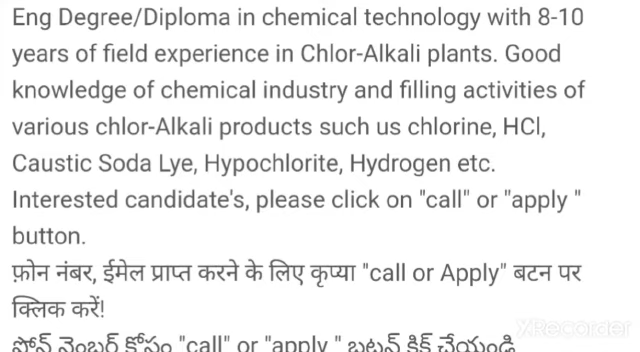 Eng Degree/Diploma in chemical technology with 8-10
years of field experience in Chlor-Alkali plants. Good
knowledge of chemical industry and filling activities of
various chlor-Alkali products such us chlorine, HCl,
Caustic Soda Lye, Hypochlorite, Hydrogen etc.
Interested candidate's, please click on "call" or "apply "
button.
फ़ोन नंबर, ईमेल प्राप्त करने के लिए कृप्या "call or Apply" बटन पर
क्लिक करें!
XRecorder
ఫోన్ నెంబర్ కోసం "call" or "apply " బటన్ క్లిక్ చేయండి